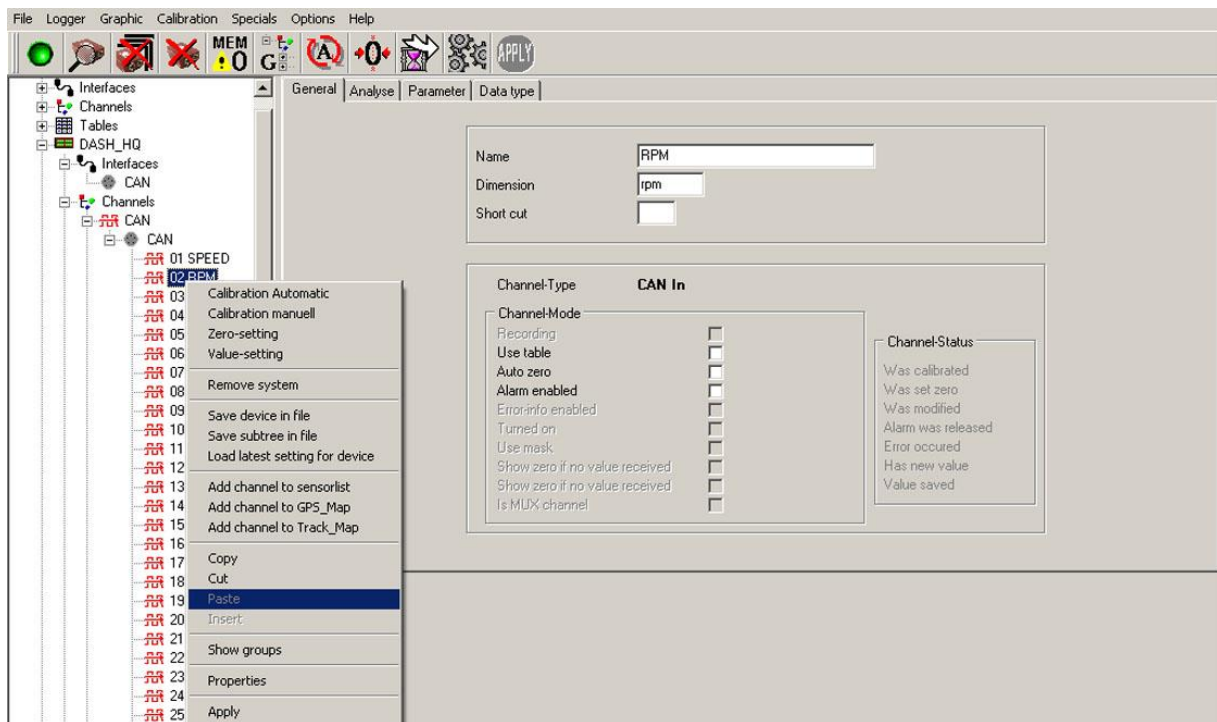 File Logger Graphic Calibration Specials Options Help
MEM
0
G
A
0
APPLY
Interfaces
Channels
Tables
DASH_HQ
Interfaces
CAN
Channels
CAN
CAN
01 SPEED
02 RPM
03
04
05
06
07
08
09
10
11
12
13
14
15
16
17
18
19
20
21
22
23
24
25
Calibration Automatic
Calibration manuell
Zero-setting
Value-setting
Remove system
Save device in file
Save subtree in file
Load latest setting for device
Add channel to sensorlist
Add channel to GPS_Map
Add channel to Track_Map
Copy
Cut
Paste
Insert
Show groups
Properties
Apply
General Analyse Parameter Data type
Name RPM
Dimension rpm
Short cut
Channel-Type CAN In
Channel-Mode
Recording
Use table
Auto zero
Alarm enabled
Error-info enabled
Turned on
Use mask
Show zero if no value received
Show zero if no value received
Is MUX channel
Channel-Status
Was calibrated
Was set zero
Was modified
Alarm was released
Error occured
Has new value
Value saved